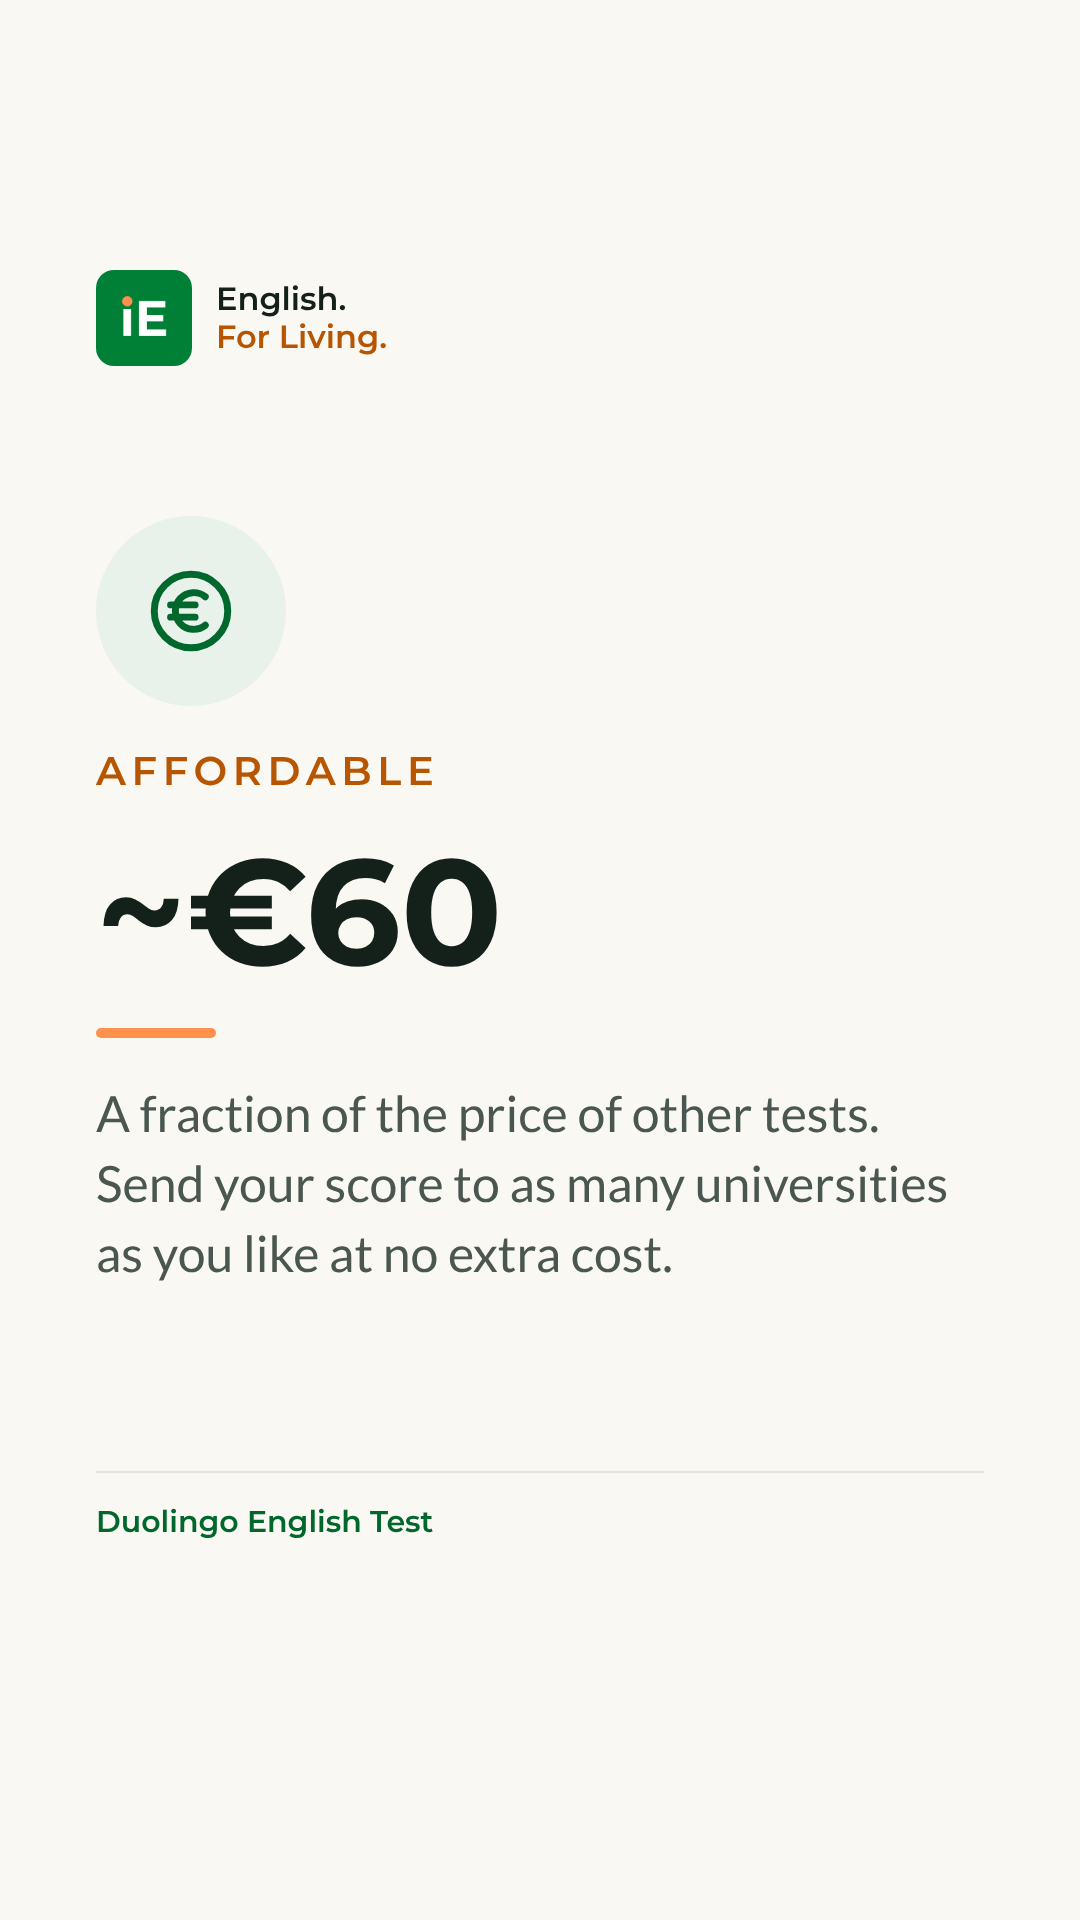 iE
English.
For Living.
€
AFFORDABLE
~€60
A fraction of the price of other tests.
Send your score to as many universities
as you like at no extra cost.
Duolingo English Test